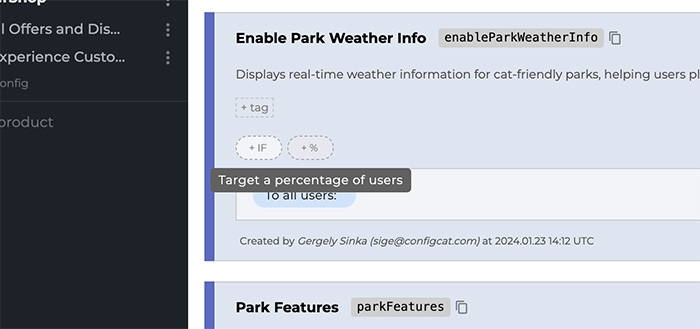 l Offers and Dis...
xperience Custo...
onfig
product
Enable Park Weather Info enableParkWeatherInfo
Displays real-time weather information for cat-friendly parks, helping users pl
+ tag
+ IF + %
Target a percentage of users
To all users:
Created by Gergely Sinka (sige@configcat.com) at 2024.01.23 14:12 UTC
Park Features parkFeatures